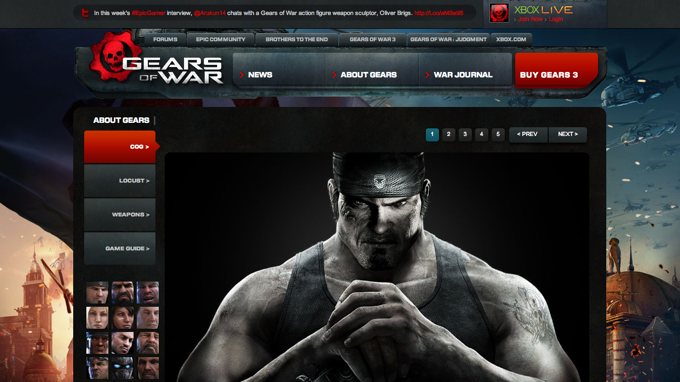 In this week's #EpicGamer interview, @Arakus14 chats with a Gears of War action figure weapon sculptor, Oliver Brigs.
XBOX LIVE
Join Now Login
FORUMS EPIC COMMUNITY BROTHERS TO THE END GEARS OF WAR 3 GEARS OF WAR : JUDGMENT XBOX.COM
GEARS
OF WAR
NEWS ABOUT GEARS WAR JOURNAL BUY GEARS 3
ABOUT GEARS
1 2 3 4 5 < PREV NEXT >
COG >
LOCUST >
WEAPONS >
GAME GUIDE >